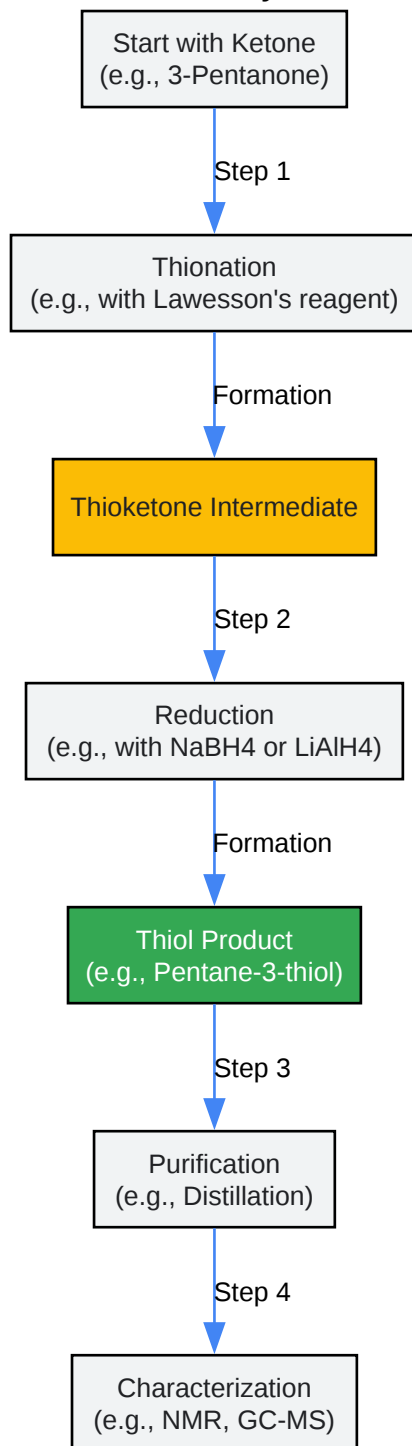 Start with Ketone
(e.g., 3-Pentanone)
Step 1
Thionation
(e.g., with Lawesson's reagent)
Formation
Thioketone Intermediate
Step 2
Reduction
(e.g., with NaBH4 or LiAlH4)
Formation
Thiol Product
(e.g., Pentane-3-thiol)
Step 3
Purification
(e.g., Distillation)
Step 4
Characterization
(e.g., NMR, GC-MS)